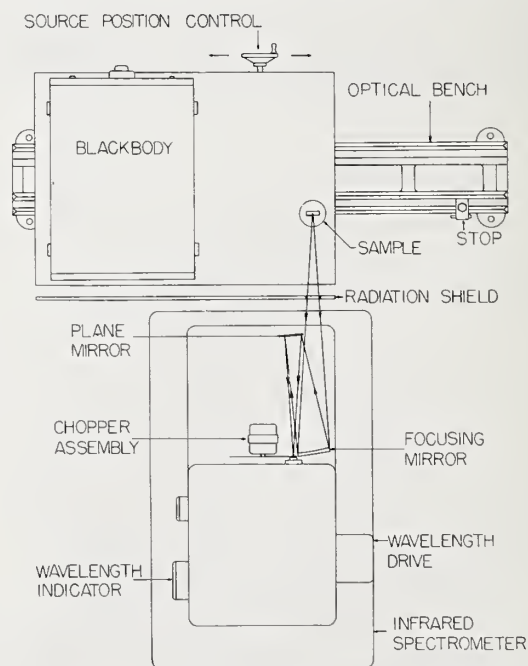 SOURCE POSITION CONTROL
OPTICAL BENCH
BLACKBODY
STOP
SAMPLE
RADIATION SHIELD
PLANE
MIRROR
CHOPPER
ASSEMBLY
FOCUSING
MIRROR
WAVELENGTH
DRIVE
WAVELENGTH
INDICATOR
INFRARED
SPECTROMETER